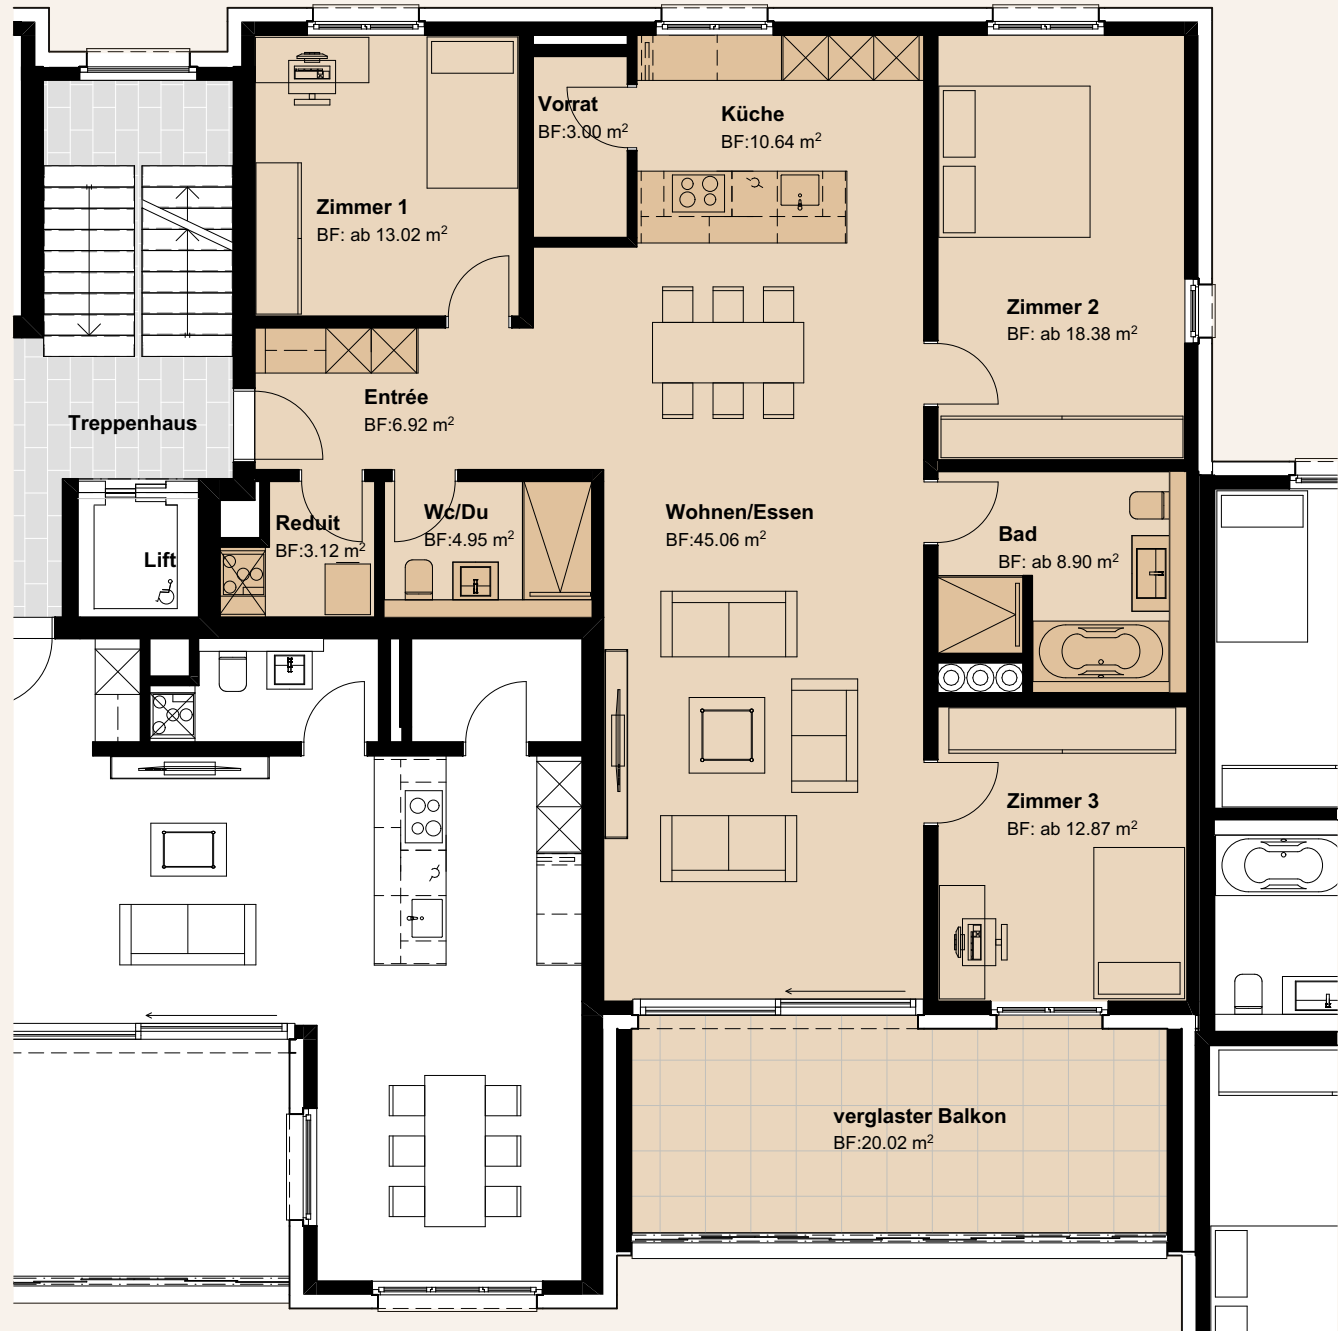 Vorrat
BF:3.00 m²
Küche
BF:10.64 m²
Zimmer 1
BF: ab 13.02 m²
Zimmer 2
BF: ab 18.38 m²
Entrée
BF:6.92 m²
Treppenhaus
Reduit
BF:3.12 m²
Wc/Du
BF:4.95 m²
Wohnen/Essen
BF:45.06 m²
Bad
BF: ab 8.90 m²
Lift
Zimmer 3
BF: ab 12.87 m²
verglaster Balkon
BF:20.02 m²